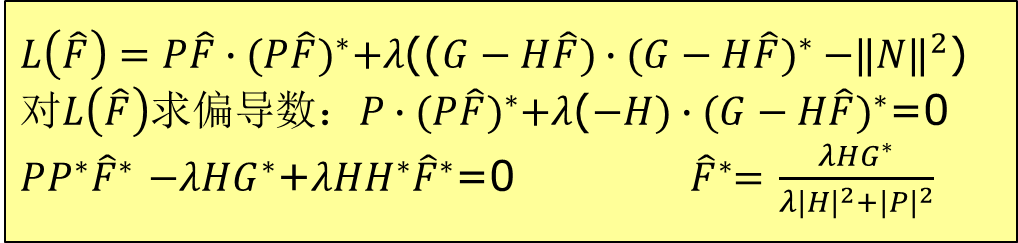 L(F̂) = PF̂ · (PF̂)*+λ((G − HF̂) · (G − HF̂)* −‖N‖²)
对L(F̂)求偏导数：P · (PF̂)*+λ(−H) · (G − HF̂)*=0
PP*F̂* −λHG*+λHH*F̂*=0 F̂*= λHG* / (λ|H|²+|P|²)